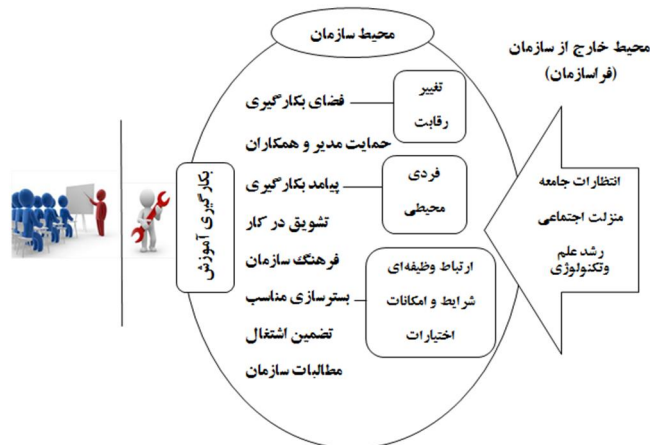 محیط سازمان
محیط خارج از سازمان
(فراسازمان)
تغییر
رقابت
فضای بکارگیری
حمایت مدیر و همکاران
فردی
محیطی
پیامد بکارگیری
تشویق در کار
فرهنگ سازمان
ارتباط وظیفه‌ای
شرایط و امکانات
اختیارات
بسترسازی مناسب
تضمین اشتغال
مطالبات سازمان
بکارگیری آموزش
انتظارات جامعه
منزلت اجتماعی
رشد علم
وتکنولوژی